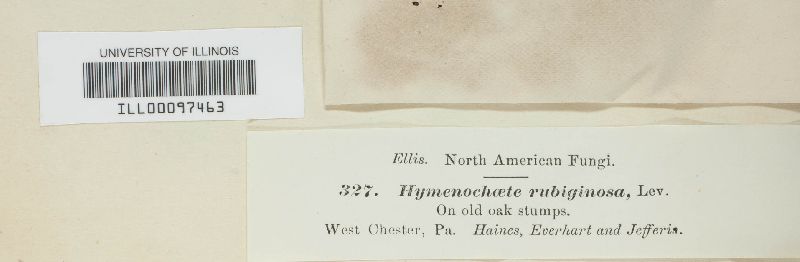 UNIVERSITY OF ILLINOIS
ILL00097463
Ellis. North American Fungi.
327. Hymenochæte rubiginosa, Lev.
On old oak stumps.
West Chester, Pa. Haines, Everhart and Jefferis.